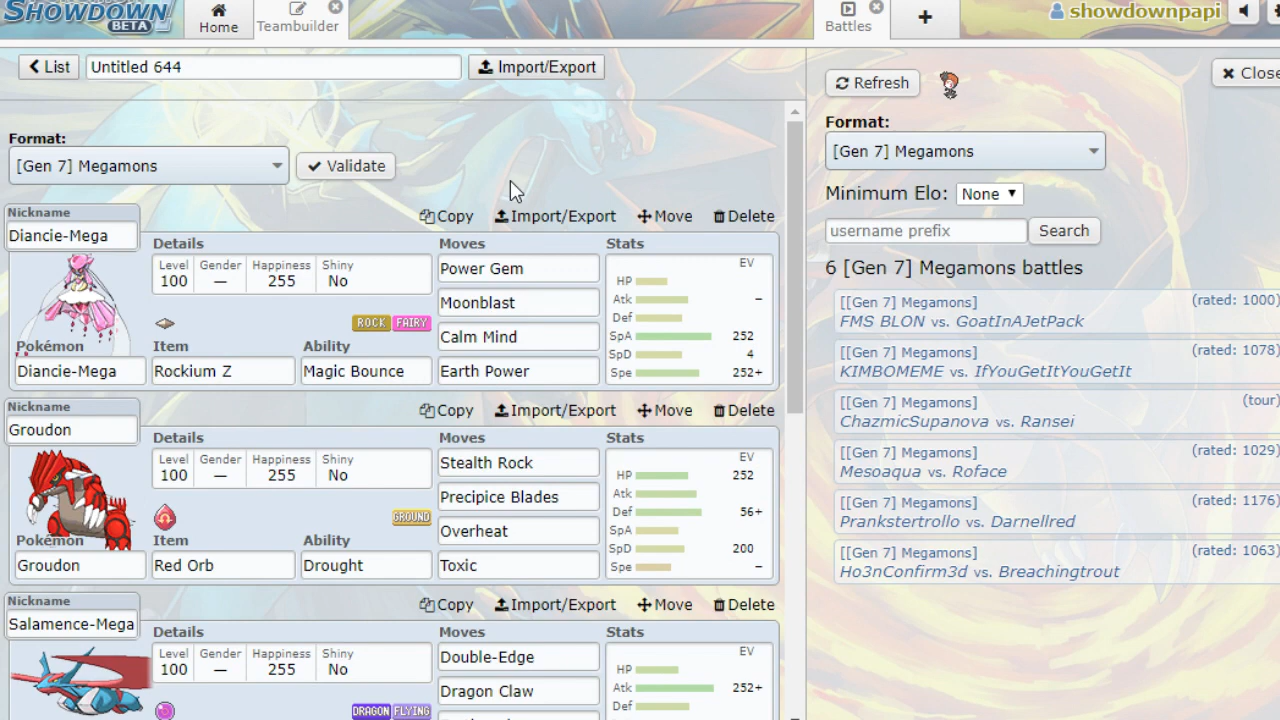 SHOWDOWN
BETA
Home
Teambuilder
Battles
showdownpapi
List
Untitled 644
Import/Export
Format:
[Gen 7] Megamons
Validate
Copy Import/Export Move Delete
Nickname
Diancie-Mega
Details
Level Gender Happiness Shiny
100 — 255 No
ROCK FAIRY
Pokémon Item Ability
Diancie-Mega Rockium Z Magic Bounce
Moves
Power Gem
Moonblast
Calm Mind
Earth Power
Stats
EV
HP
Atk –
Def
SpA 252
SpD 4
Spe 252+
Copy Import/Export Move Delete
Nickname
Groudon
Details
Level Gender Happiness Shiny
100 — 255 No
GROUND
Pokémon Item Ability
Groudon Red Orb Drought
Moves
Stealth Rock
Precipice Blades
Overheat
Toxic
Stats
EV
HP 252
Atk
Def 56+
SpA
SpD 200
Spe –
Copy Import/Export Move Delete
Nickname
Salamence-Mega
Details
Level Gender Happiness Shiny
100 — 255 No
DRAGON FLYING
Moves
Double-Edge
Dragon Claw
Stats
EV
HP
Atk 252+
Def
Refresh
Close
Format:
[Gen 7] Megamons
Minimum Elo: None
username prefix
Search
6 [Gen 7] Megamons battles
[[Gen 7] Megamons] (rated: 1000)
FMS BLON vs. GoatInAJetPack
[[Gen 7] Megamons] (rated: 1078)
KIMBOMEME vs. IfYouGetItYouGetIt
[[Gen 7] Megamons] (tour)
ChazmicSupanova vs. Ransei
[[Gen 7] Megamons] (rated: 1029)
Mesoaqua vs. Roface
[[Gen 7] Megamons] (rated: 1176)
Prankstertrollo vs. Darnellred
[[Gen 7] Megamons] (rated: 1063)
Ho3nConfirm3d vs. Breachingtrout